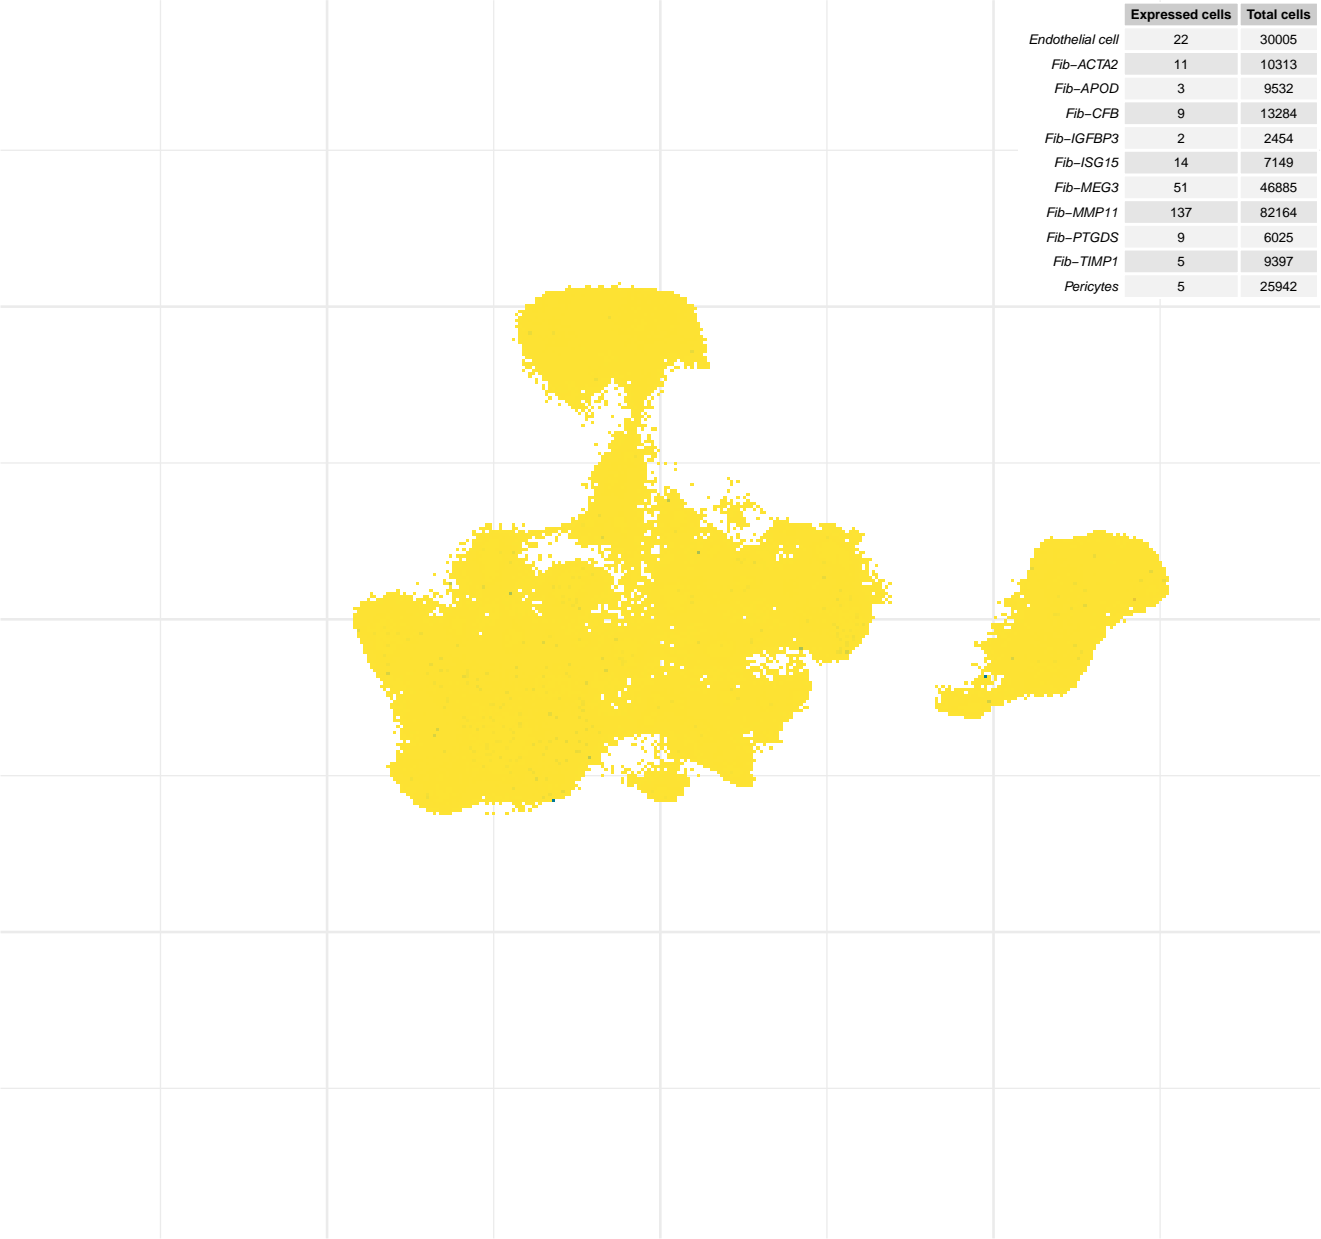 Expressed cells Total cells
Endothelial cell 22 30005
Fib−ACTA2 11 10313
Fib−APOD 3 9532
Fib−CFB 9 13284
Fib−IGFBP3 2 2454
Fib−ISG15 14 7149
Fib−MEG3 51 46885
Fib−MMP11 137 82164
Fib−PTGDS 9 6025
Fib−TIMP1 5 9397
Pericytes 5 25942